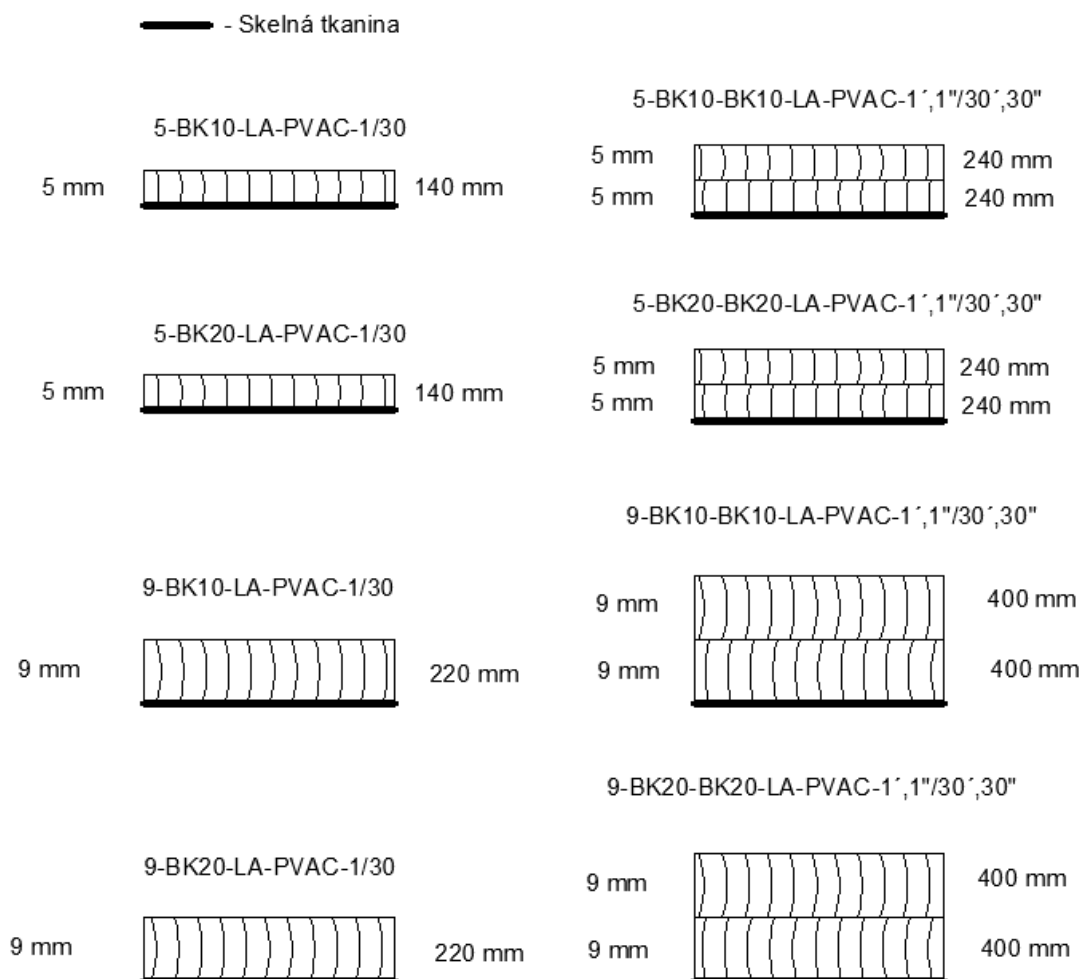 - Skelná tkanina
5-BK10-LA-PVAC-1/30
5 mm
140 mm
5-BK10-BK10-LA-PVAC-1´,1"/30´,30"
5 mm
240 mm
5 mm
240 mm
5-BK20-LA-PVAC-1/30
5 mm
140 mm
5-BK20-BK20-LA-PVAC-1´,1"/30´,30"
5 mm
240 mm
5 mm
240 mm
9-BK10-LA-PVAC-1/30
9 mm
220 mm
9-BK10-BK10-LA-PVAC-1´,1"/30´,30"
9 mm
400 mm
9 mm
400 mm
9-BK20-LA-PVAC-1/30
9 mm
220 mm
9-BK20-BK20-LA-PVAC-1´,1"/30´,30"
9 mm
400 mm
9 mm
400 mm